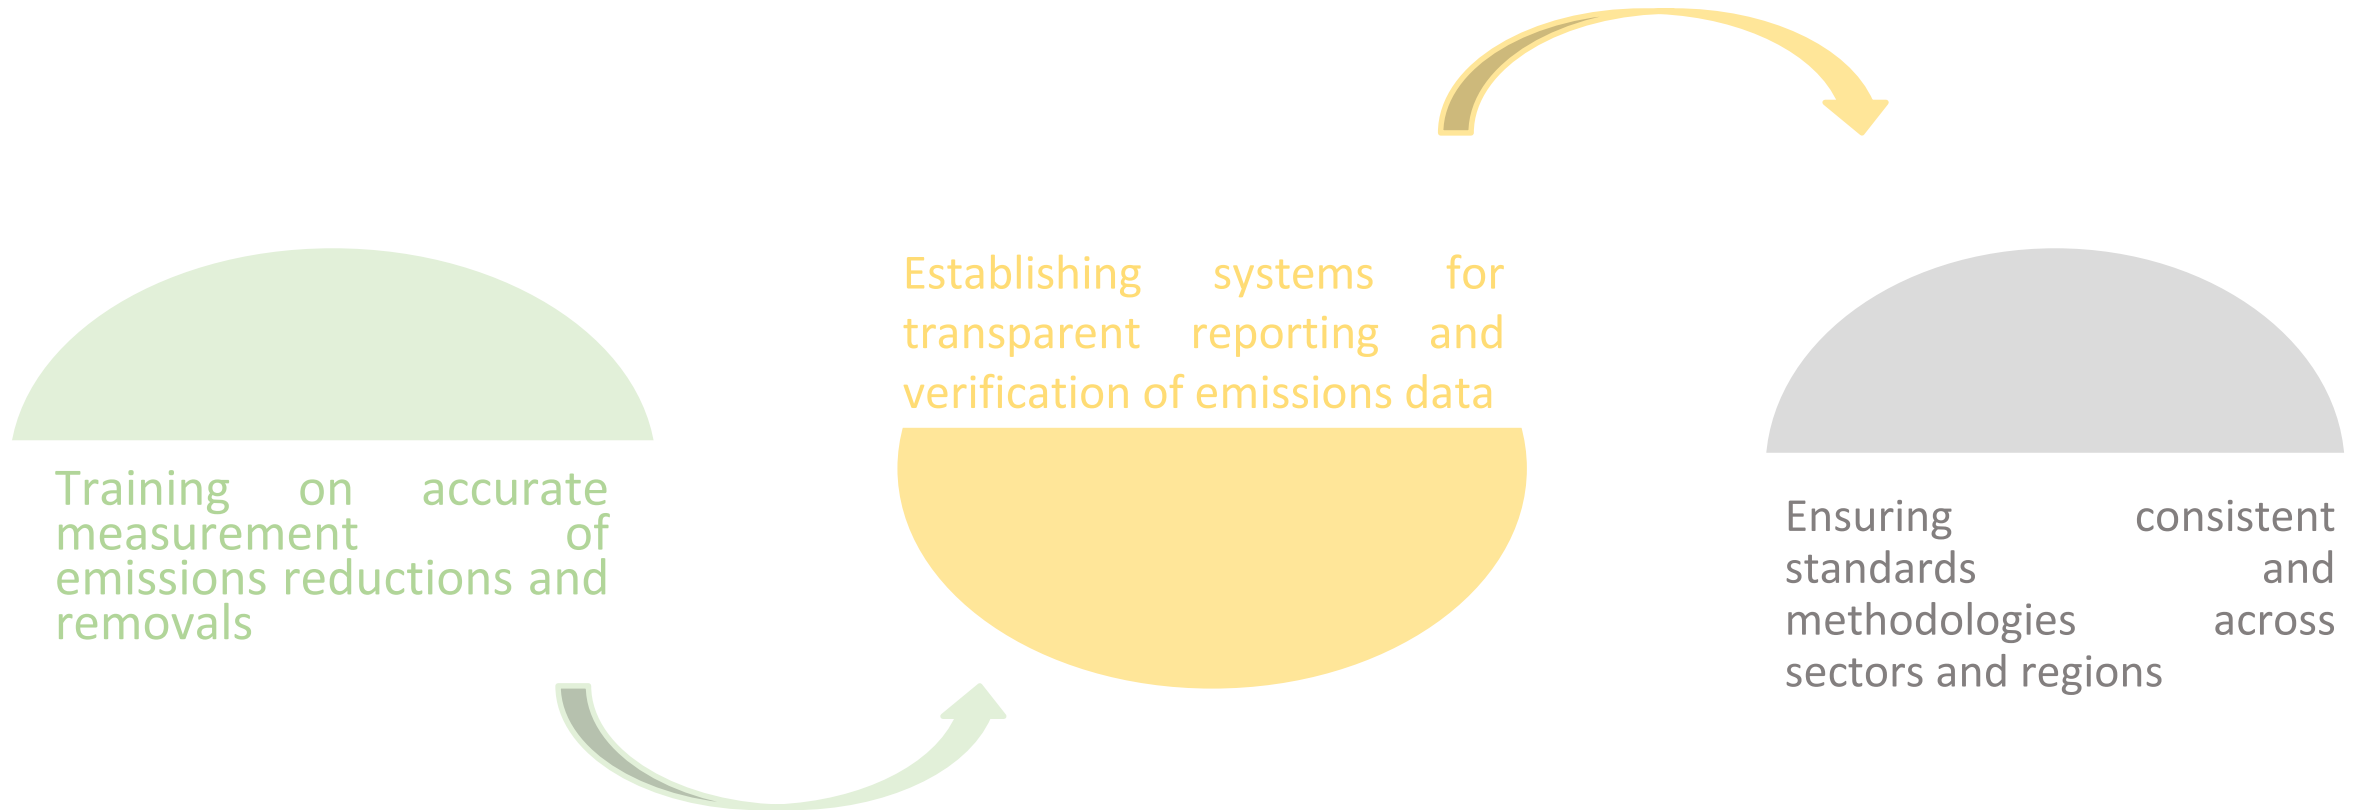 Training on accurate
measurement of
emissions reductions and
removals
Establishing systems for
transparent reporting and
verification of emissions data
Ensuring consistent
standards and
methodologies across
sectors and regions